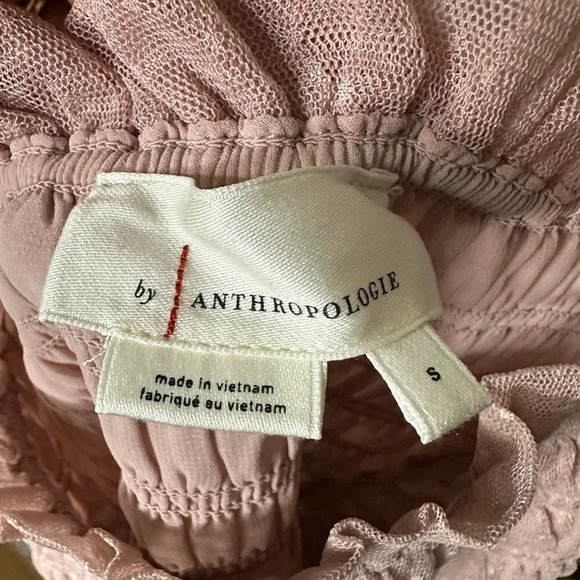 by ANTHROPOLOGIE
S
made in vietnam
fabriqué au vietnam